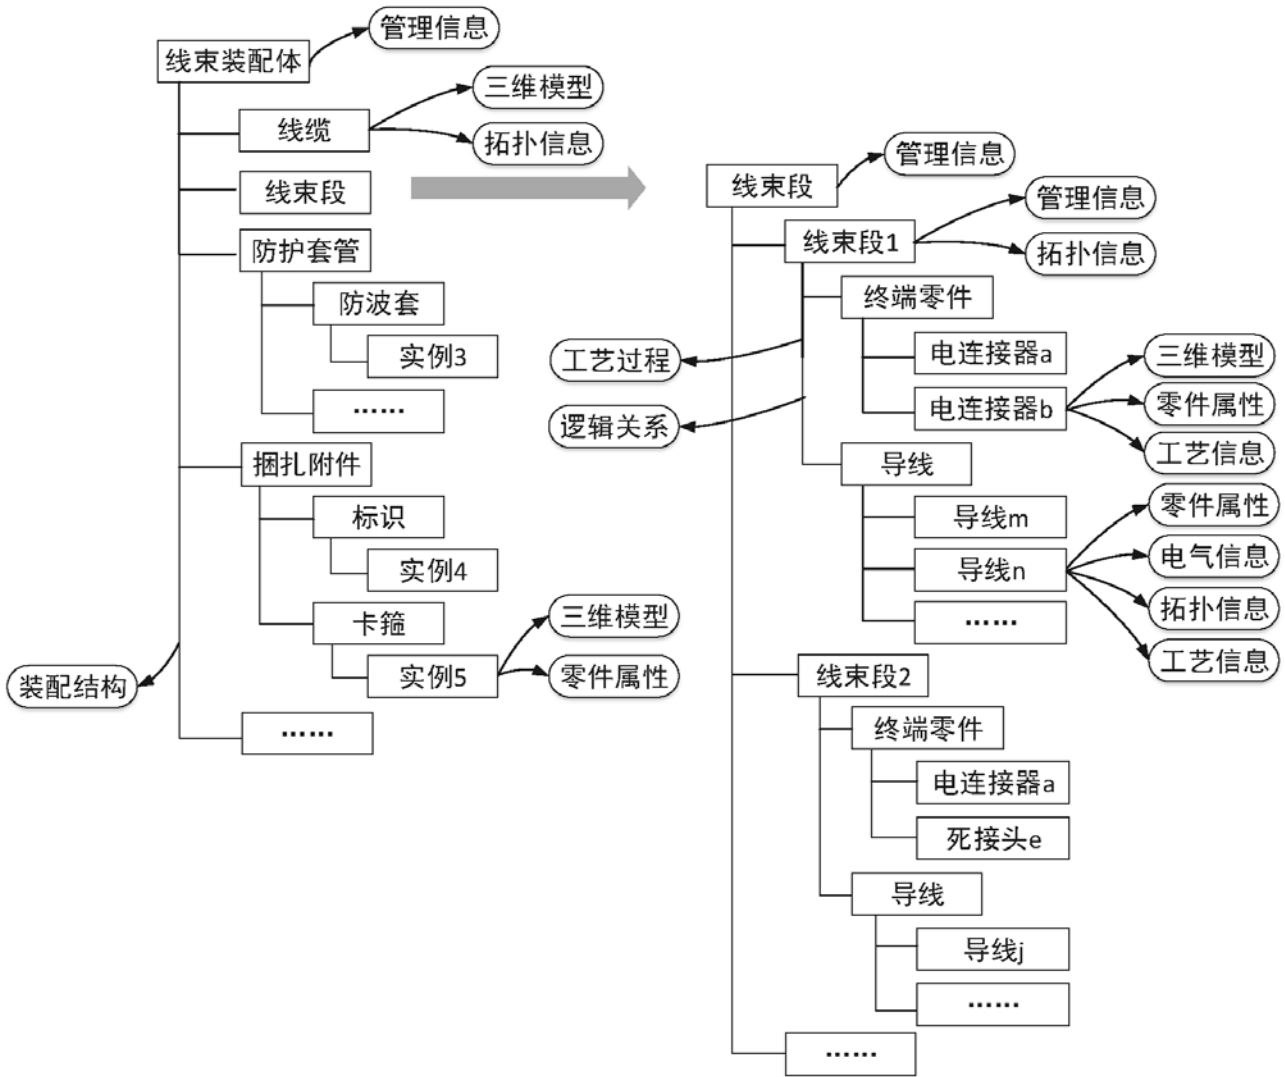 管理信息
线束装配体
三维模型
线缆
拓扑信息
线束段
防护套管
防波套
实例3
……
捆扎附件
标识
实例4
卡箍
三维模型
实例5
零件属性
装配结构
……
管理信息
线束段
管理信息
线束段1
拓扑信息
终端零件
工艺过程
电连接器a
三维模型
电连接器b
零件属性
逻辑关系
工艺信息
导线
零件属性
导线m
电气信息
导线n
拓扑信息
……
工艺信息
线束段2
终端零件
电连接器a
死接头e
导线
导线j
……
……